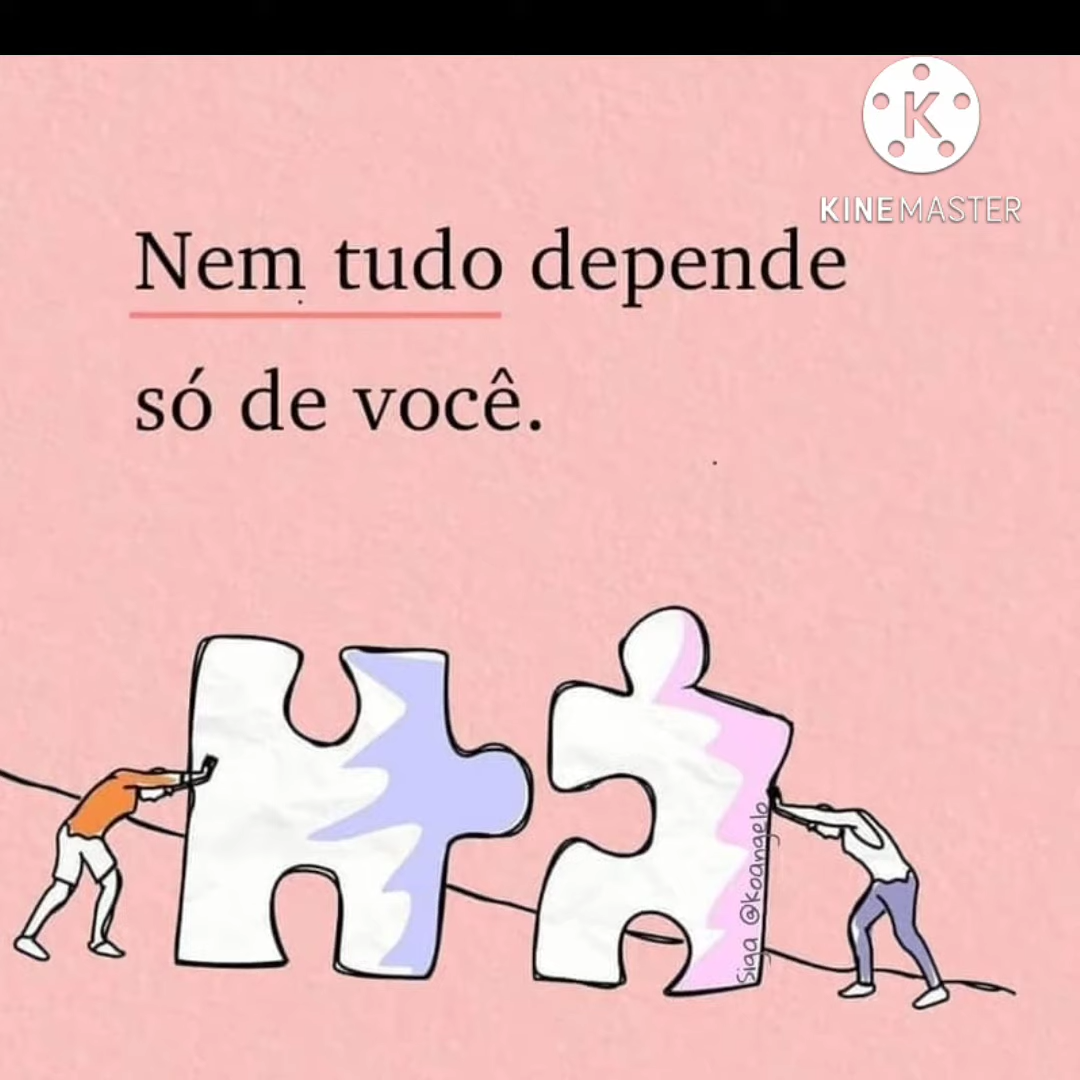 K
KINEMASTER
Nem tudo depende
só de você.
Siga @koangelo